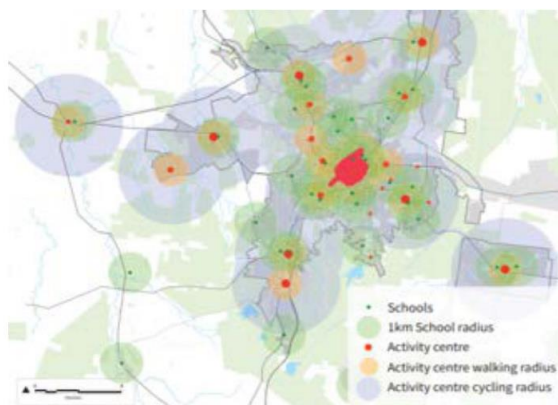 Schools
1km School radius
Activity centre
Activity centre walking radius
Activity centre cycling radius